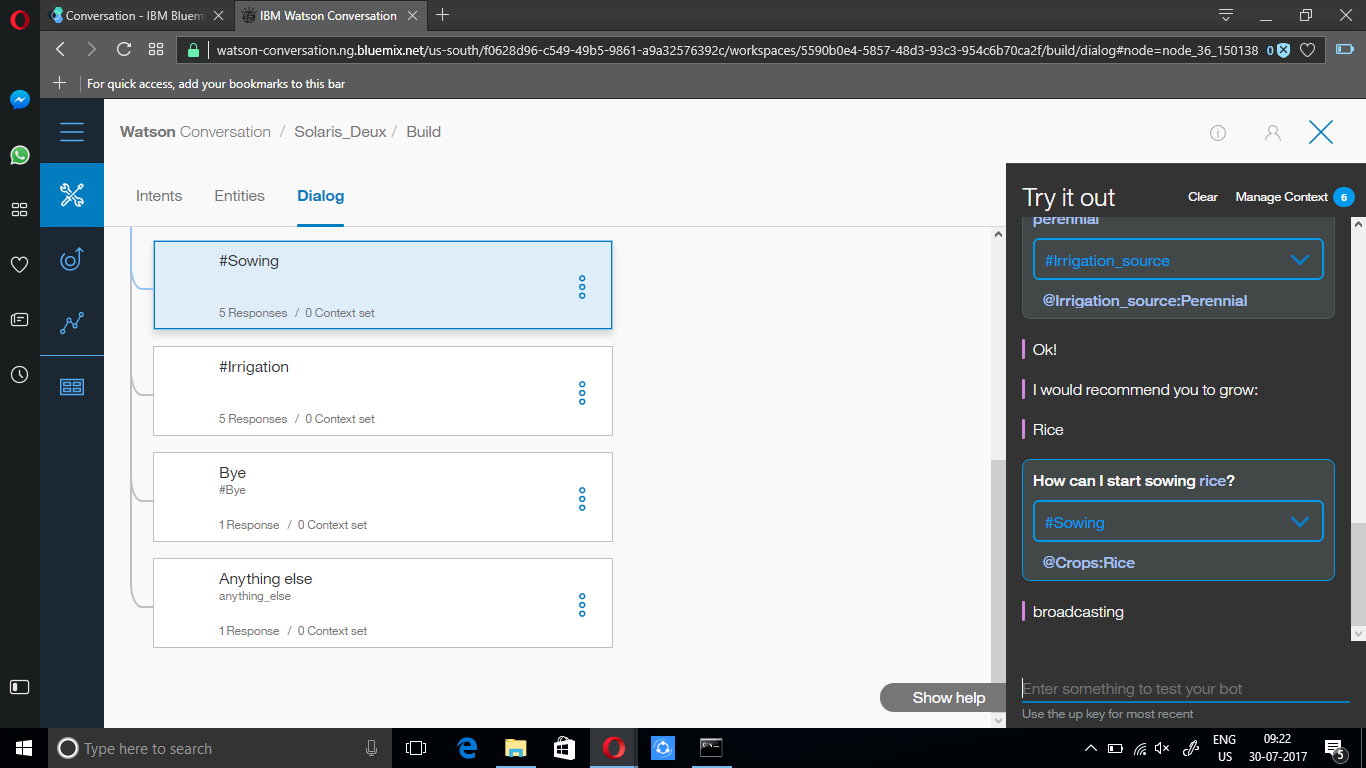 Conversation - IBM Bluem
IBM Watson Conversation
watson-conversation.ng.bluemix.net/us-south/f0628d96-c549-49b5-9861-a9a32576392c/workspaces/5590b0e4-5857-48d3-93c3-954c6b70ca2f/build/dialog#node=node_36_150138
0
For quick access, add your bookmarks to this bar
Watson Conversation / Solaris_Deux / Build
Intents Entities Dialog
#Sowing
5 Responses / 0 Context set
#Irrigation
5 Responses / 0 Context set
Bye
#Bye
1 Response / 0 Context set
Anything else
anything_else
1 Response / 0 Context set
Show help
Try it out Clear Manage Context 6
perennial
#Irrigation_source
@Irrigation_source:Perennial
Ok!
I would recommend you to grow:
Rice
How can I start sowing rice?
#Sowing
@Crops:Rice
broadcasting
Enter something to test your bot
Use the up key for most recent
Type here to search
ENG
US
09:22
30-07-2017
5